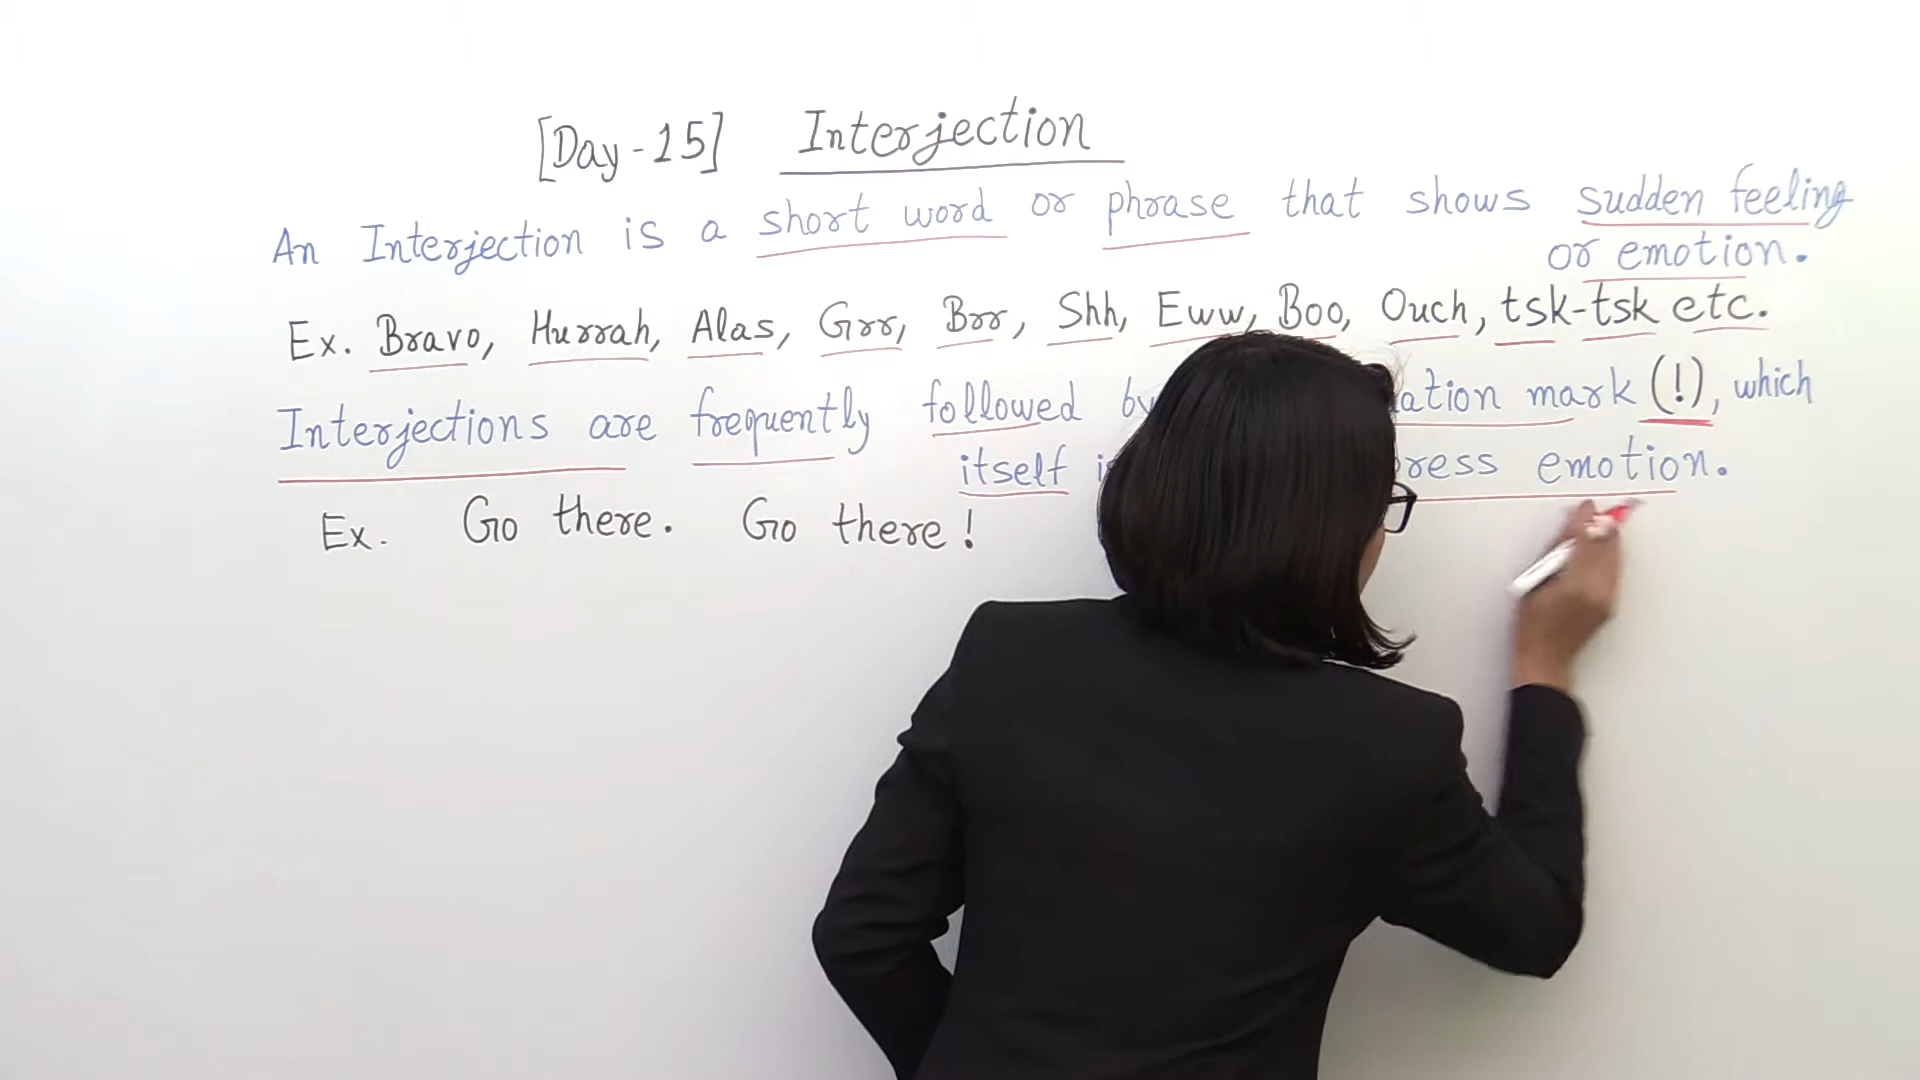 [Day-15] Interjection
An Interjection is a short word or phrase that shows sudden feeling
or emotion.
Ex. Bravo, Hurrah, Alas, Grr, Brr, Shh, Eww, Boo, Ouch, tsk-tsk etc.
Interjections are frequently followed by mark (!), which
itself emotion.
Ex. Go there. Go there!